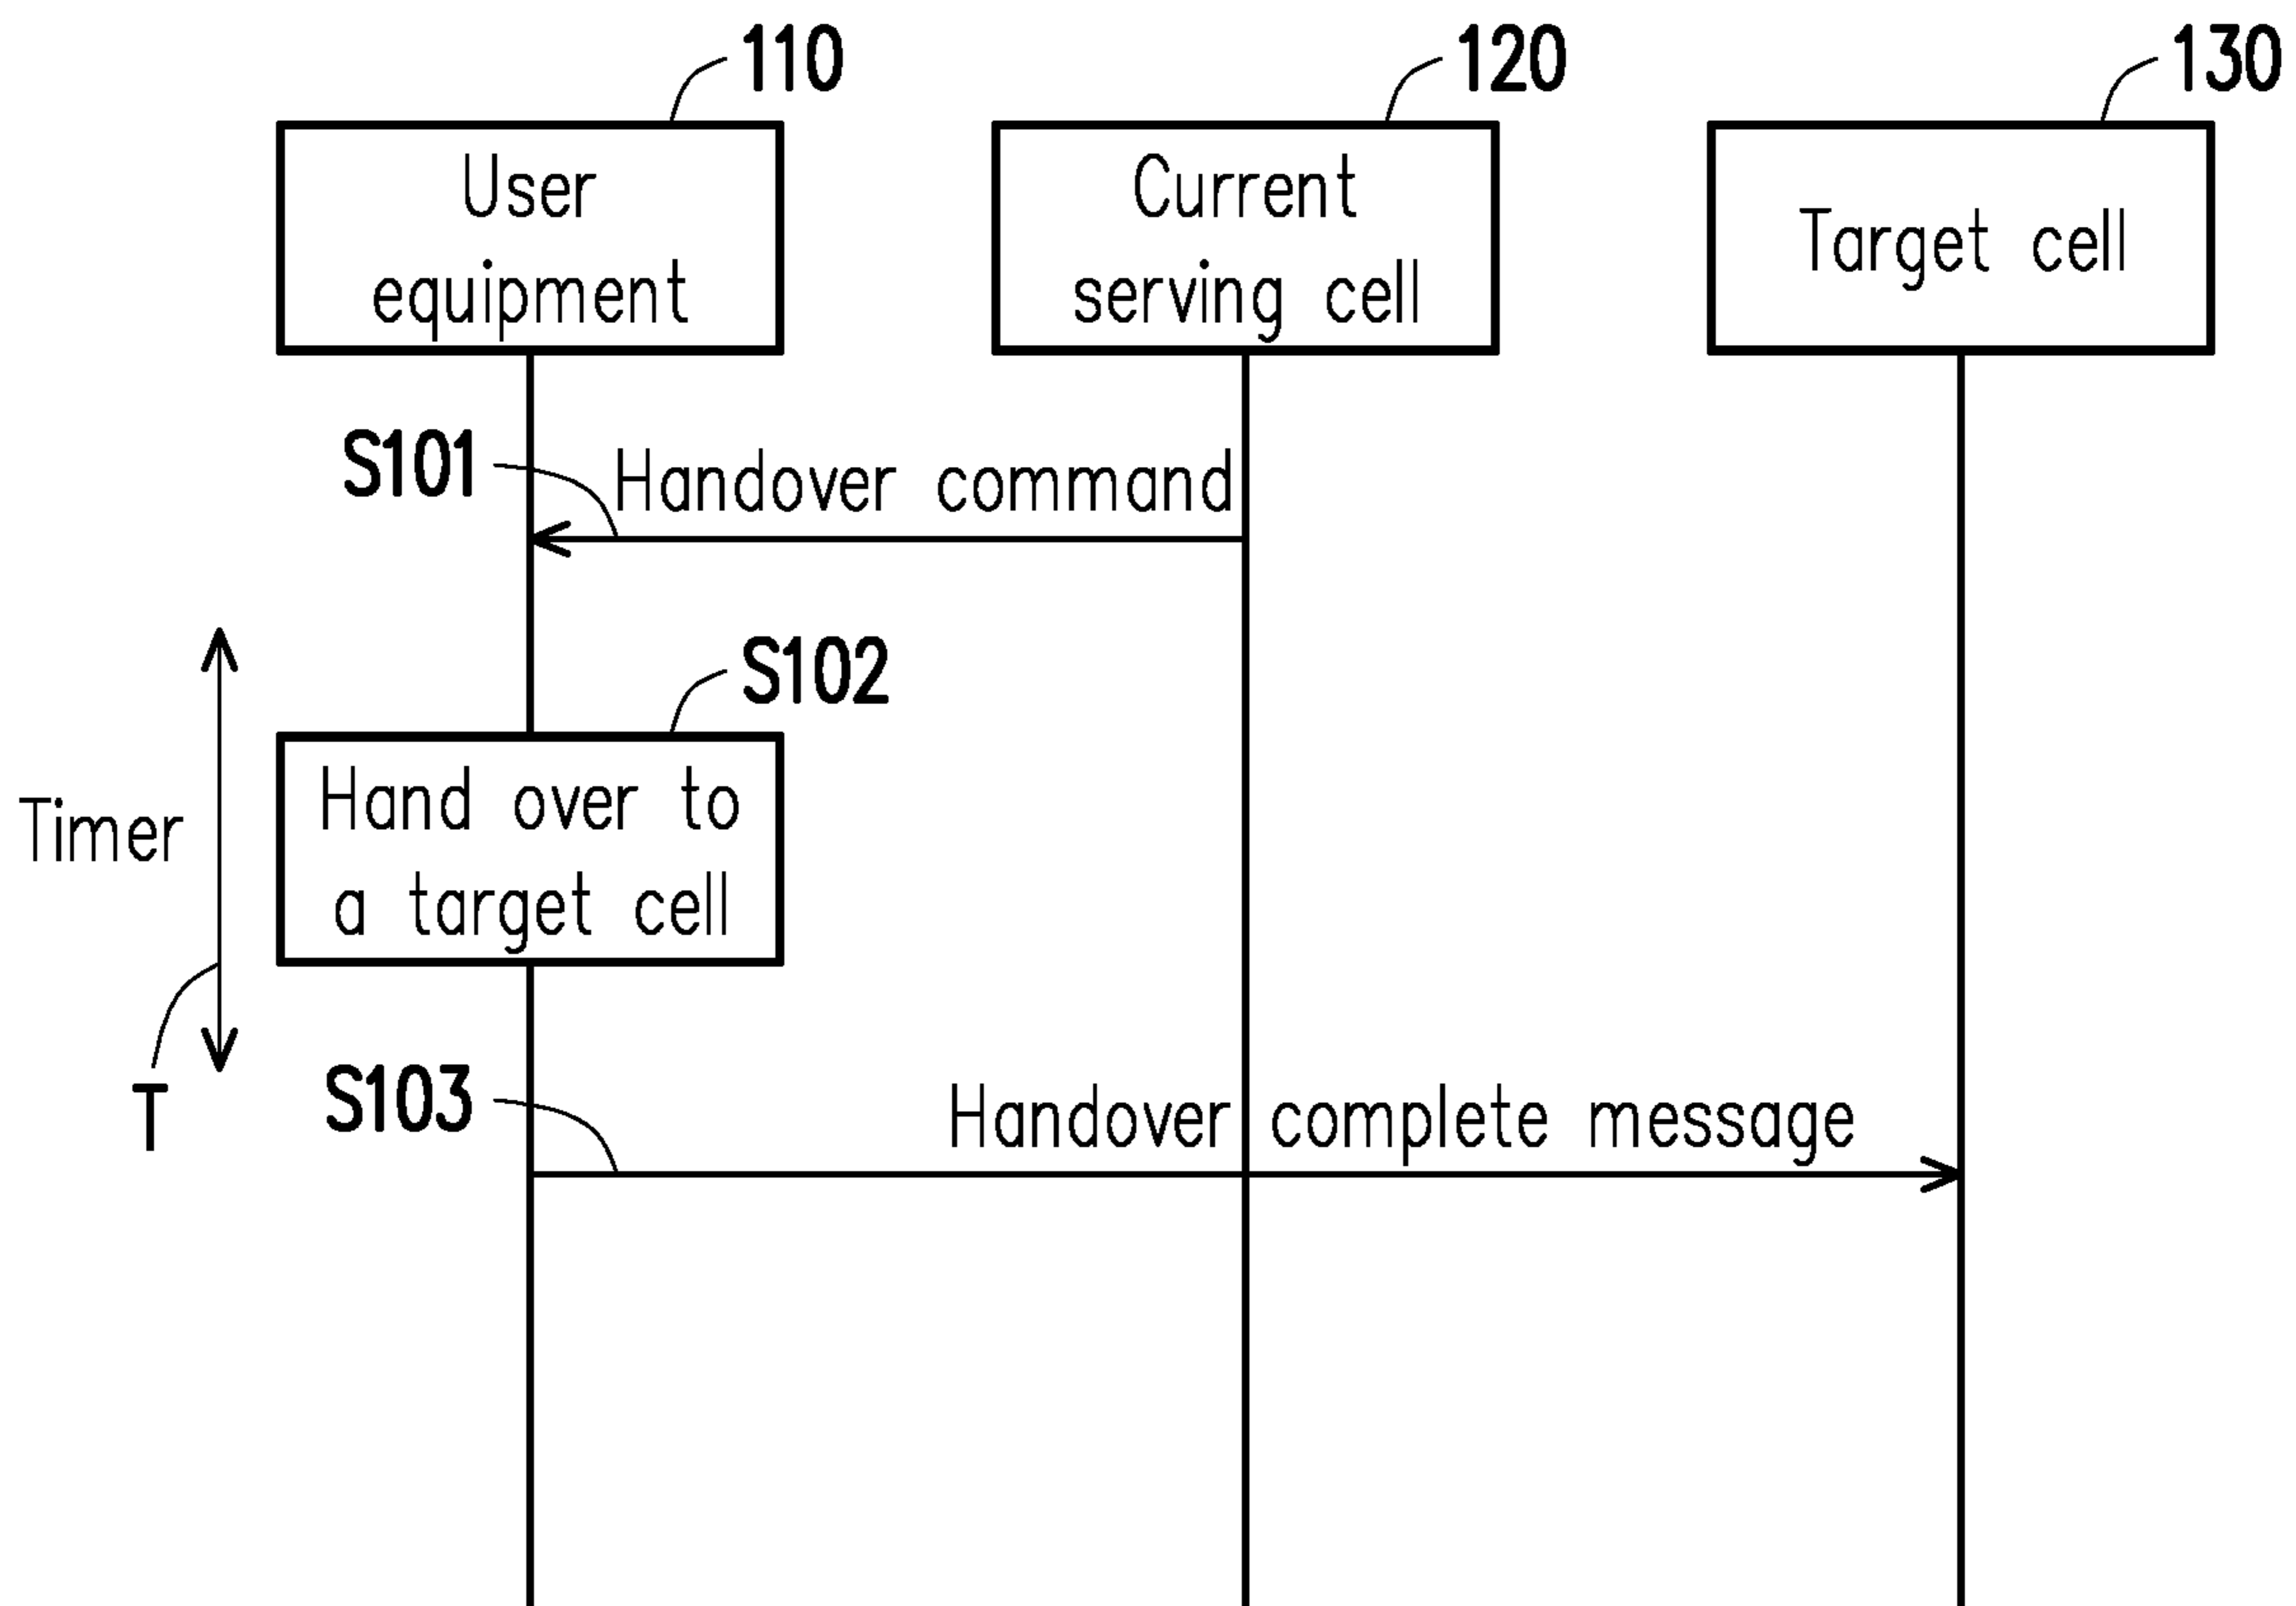 110
120
130
User
equipment
Current
serving cell
Target cell
S101
Handover command
S102
Hand over to
a target cell
Timer
T
S103
Handover complete message